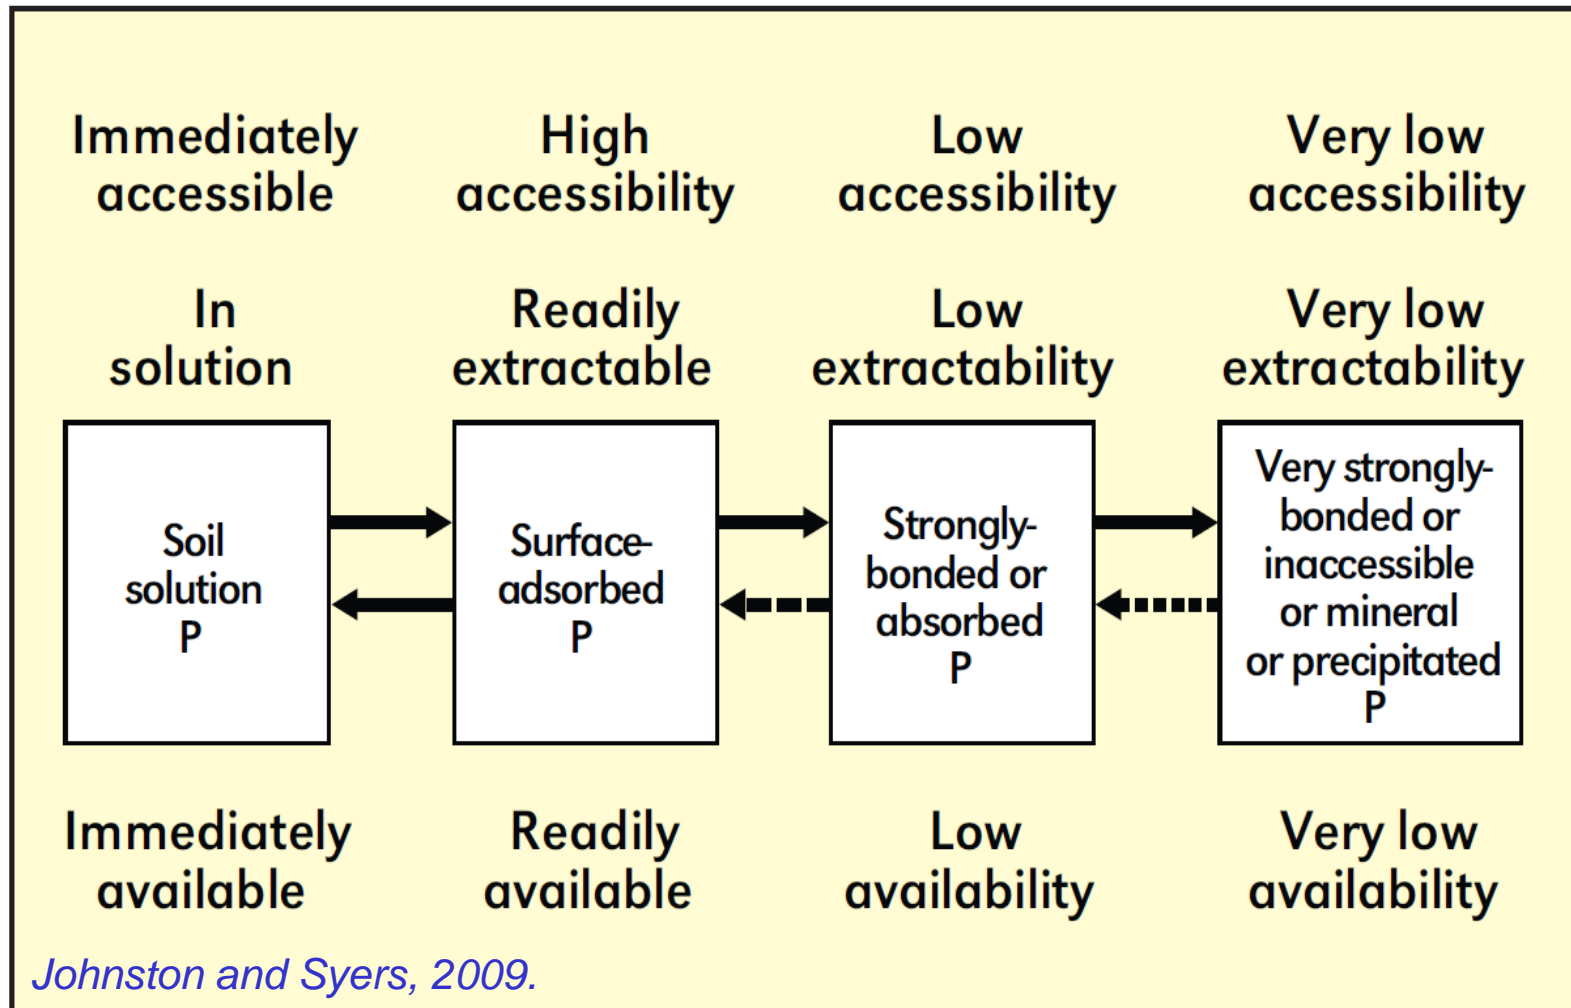 Immediately
accessible
High
accessibility
Low
accessibility
Very low
accessibility
In
solution
Readily
extractable
Low
extractability
Very low
extractability
Soil
solution
P
Surface-
adsorbed
P
Strongly-
bonded or
absorbed
P
Very strongly-
bonded or
inaccessible
or mineral
or precipitated
P
Immediately
available
Readily
available
Low
availability
Very low
availability
Johnston and Syers, 2009.